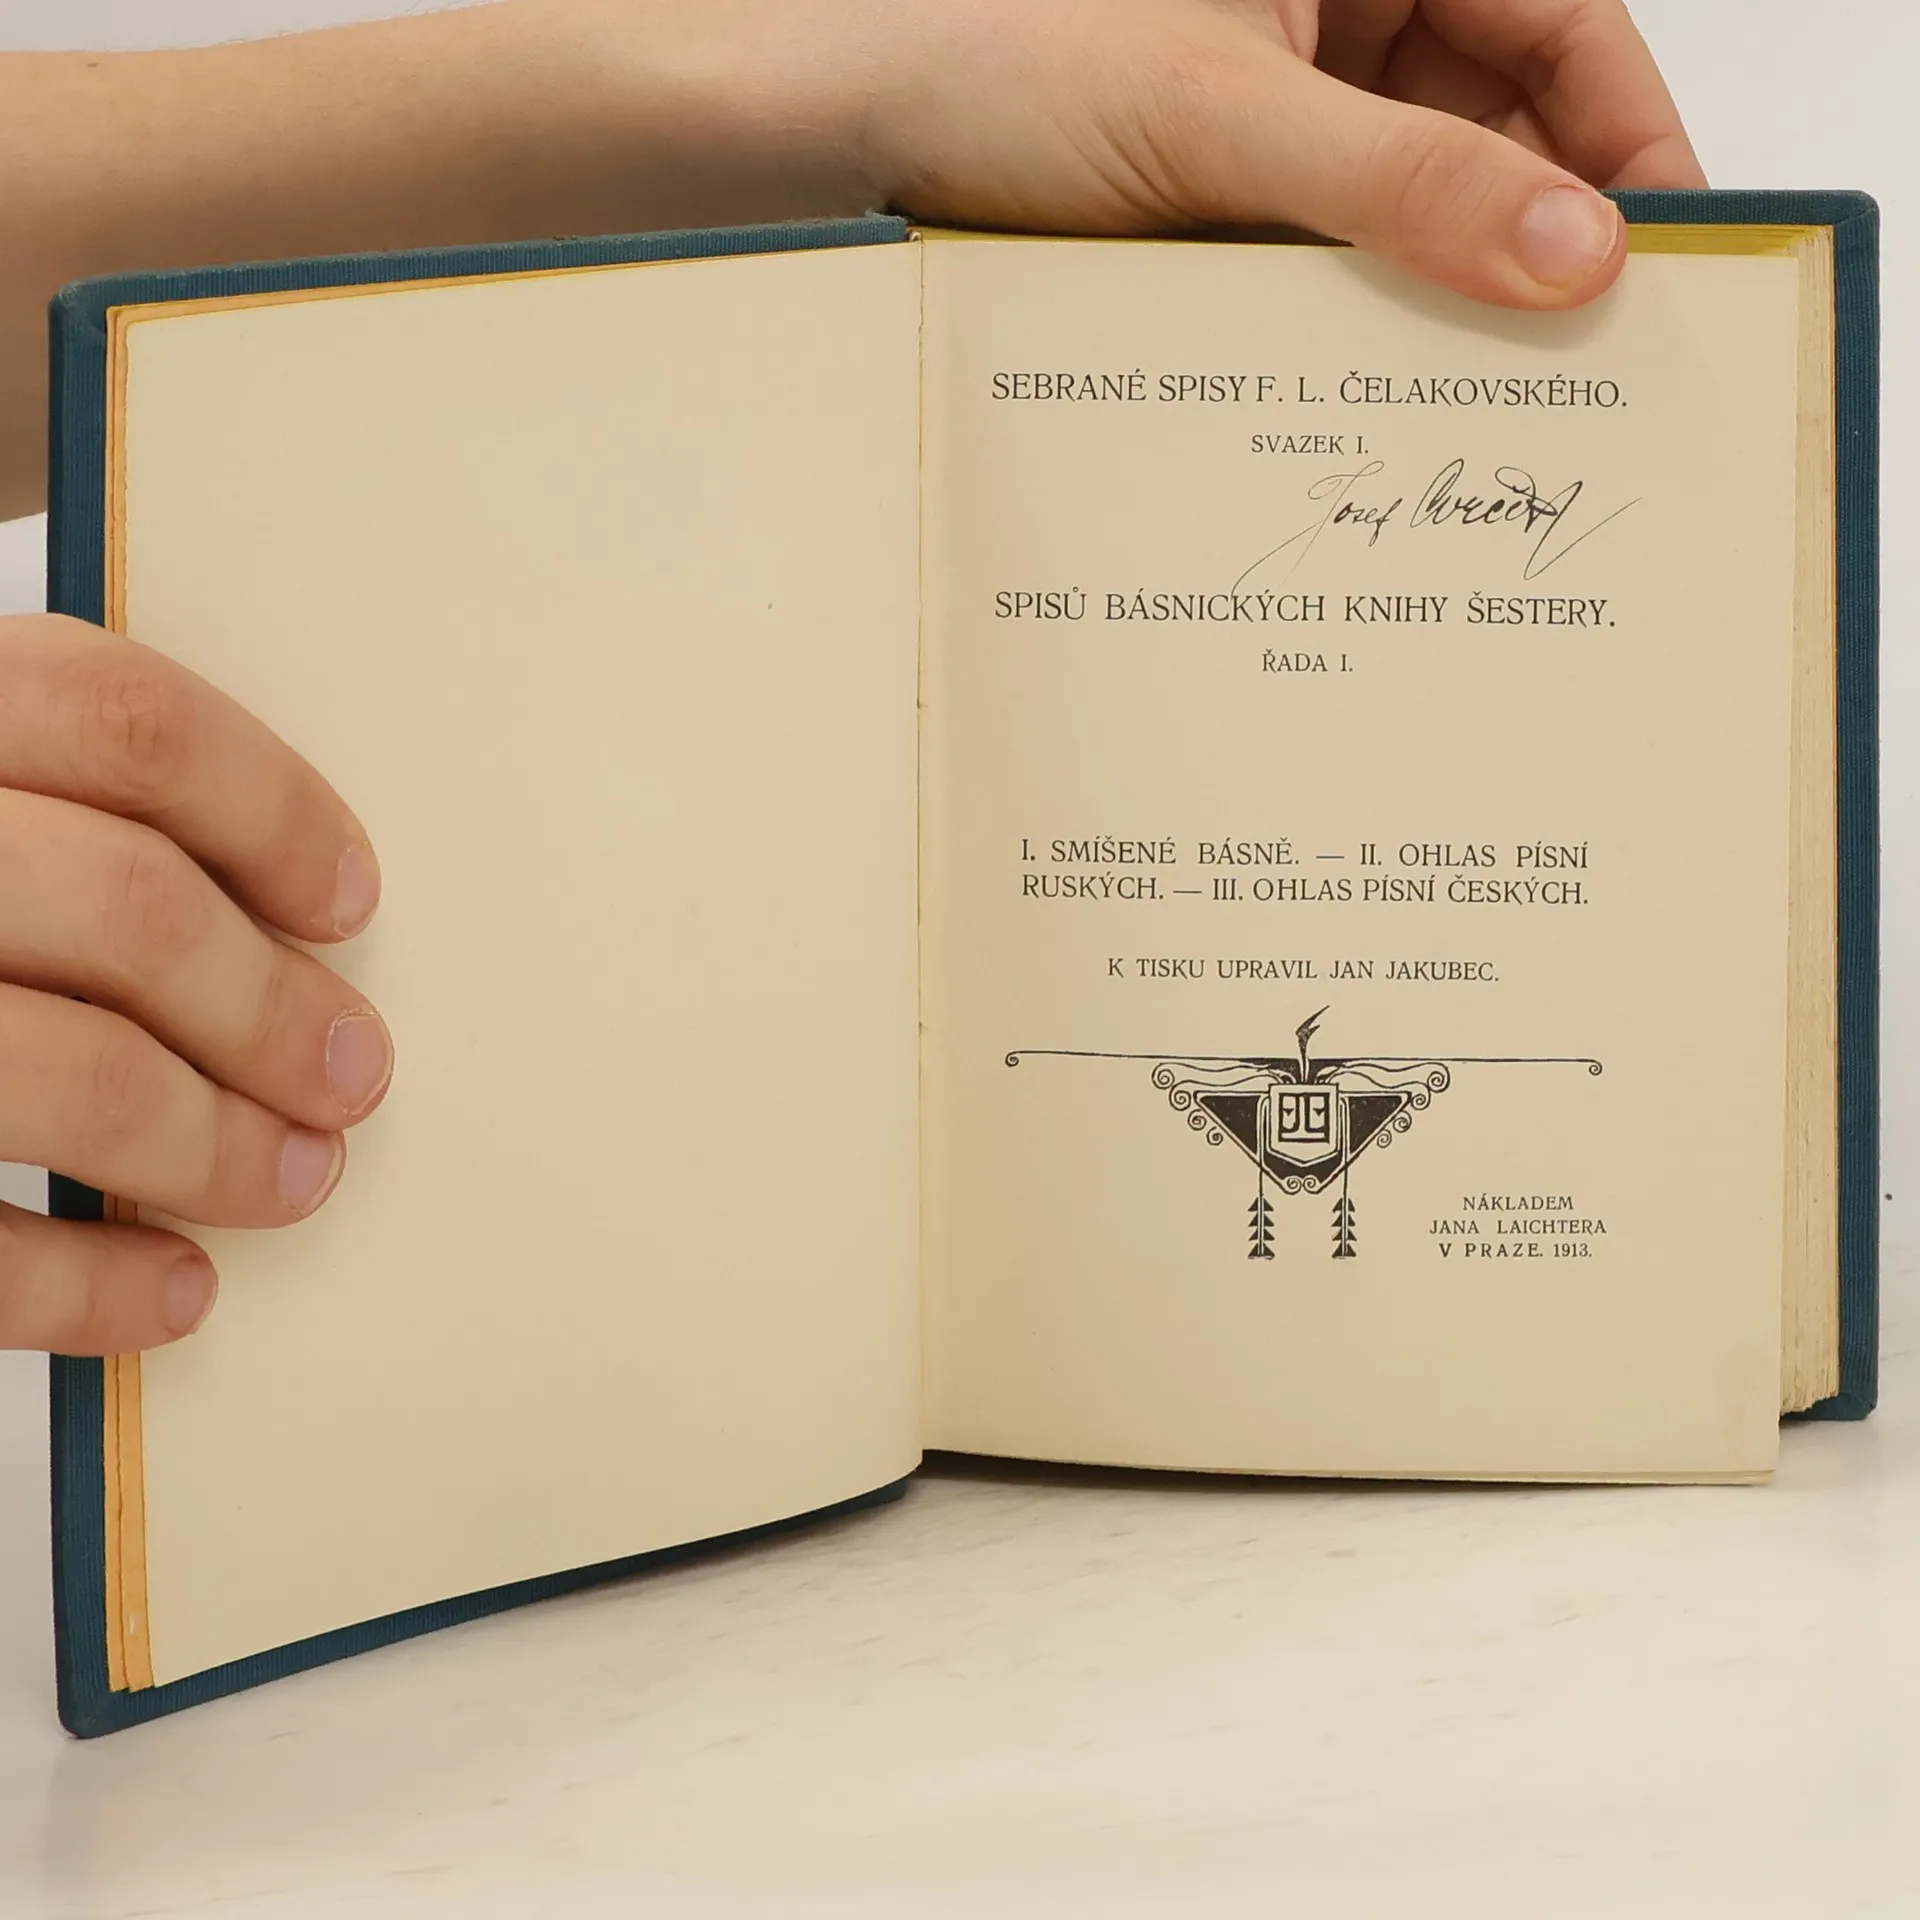 SEBRANÉ SPISY F. L. ČELAKOVSKÉHO.
SVAZEK I.
Josef
SPISŮ BÁSNICKÝCH KNIHY ŠESTERY.
ŘADA I.
I. SMÍŠENÉ BÁSNĚ. — II. OHLAS PÍSNÍ
RUSKÝCH. — III. OHLAS PÍSNÍ ČESKÝCH.
K TISKU UPRAVIL JAN JAKUBEC.
NÁKLADEM
JANA LAICHTERA
V PRAZE. 1913.